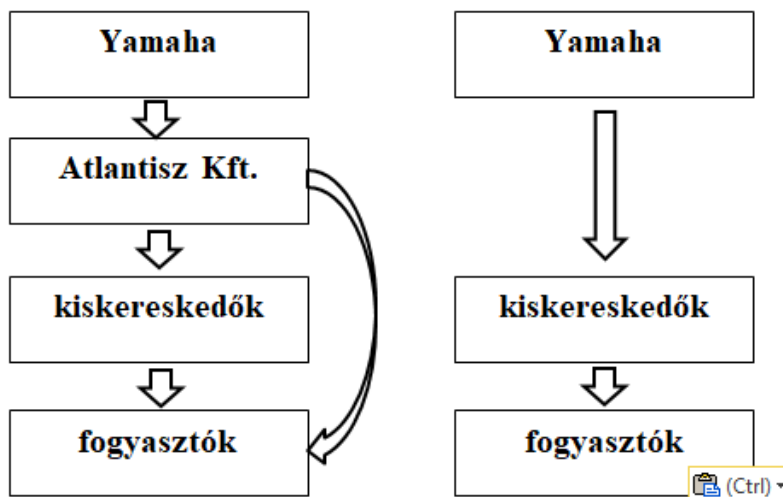 Yamaha
Atlantisz Kft.
kiskereskedők
fogyasztók
Yamaha
kiskereskedők
fogyasztók
(Ctrl)